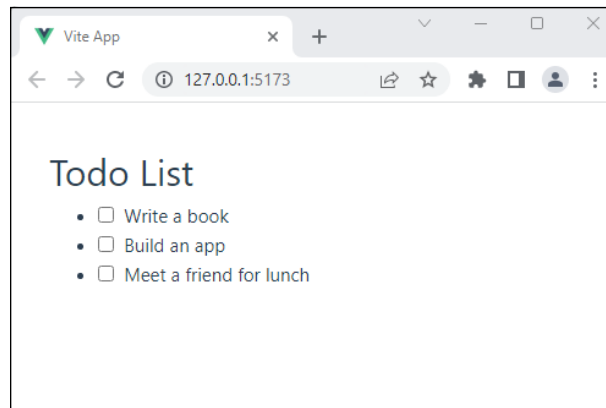 Vite App
127.0.0.1:5173
Todo List
Write a book
Build an app
Meet a friend for lunch